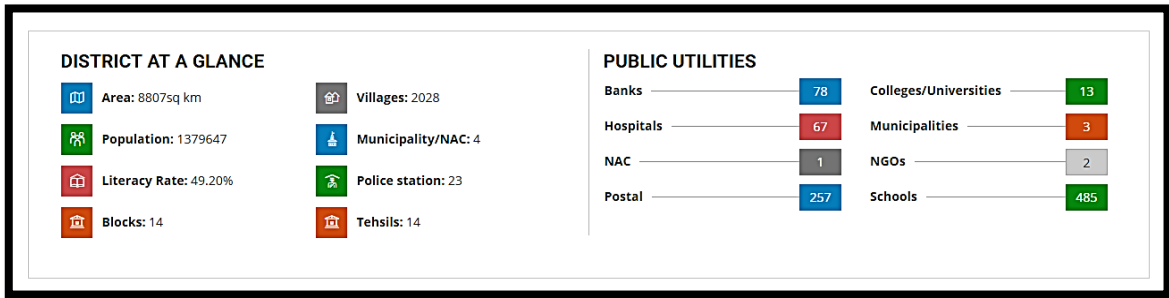 DISTRICT AT A GLANCE
Area: 8807sq km
Villages: 2028
Population: 1379647
Municipality/NAC: 4
Literacy Rate: 49.20%
Police station: 23
Blocks: 14
Tehsils: 14
PUBLIC UTILITIES
Banks 78
Colleges/Universities 13
Hospitals 67
Municipalities 3
NAC 1
NGOs 2
Postal 257
Schools 485